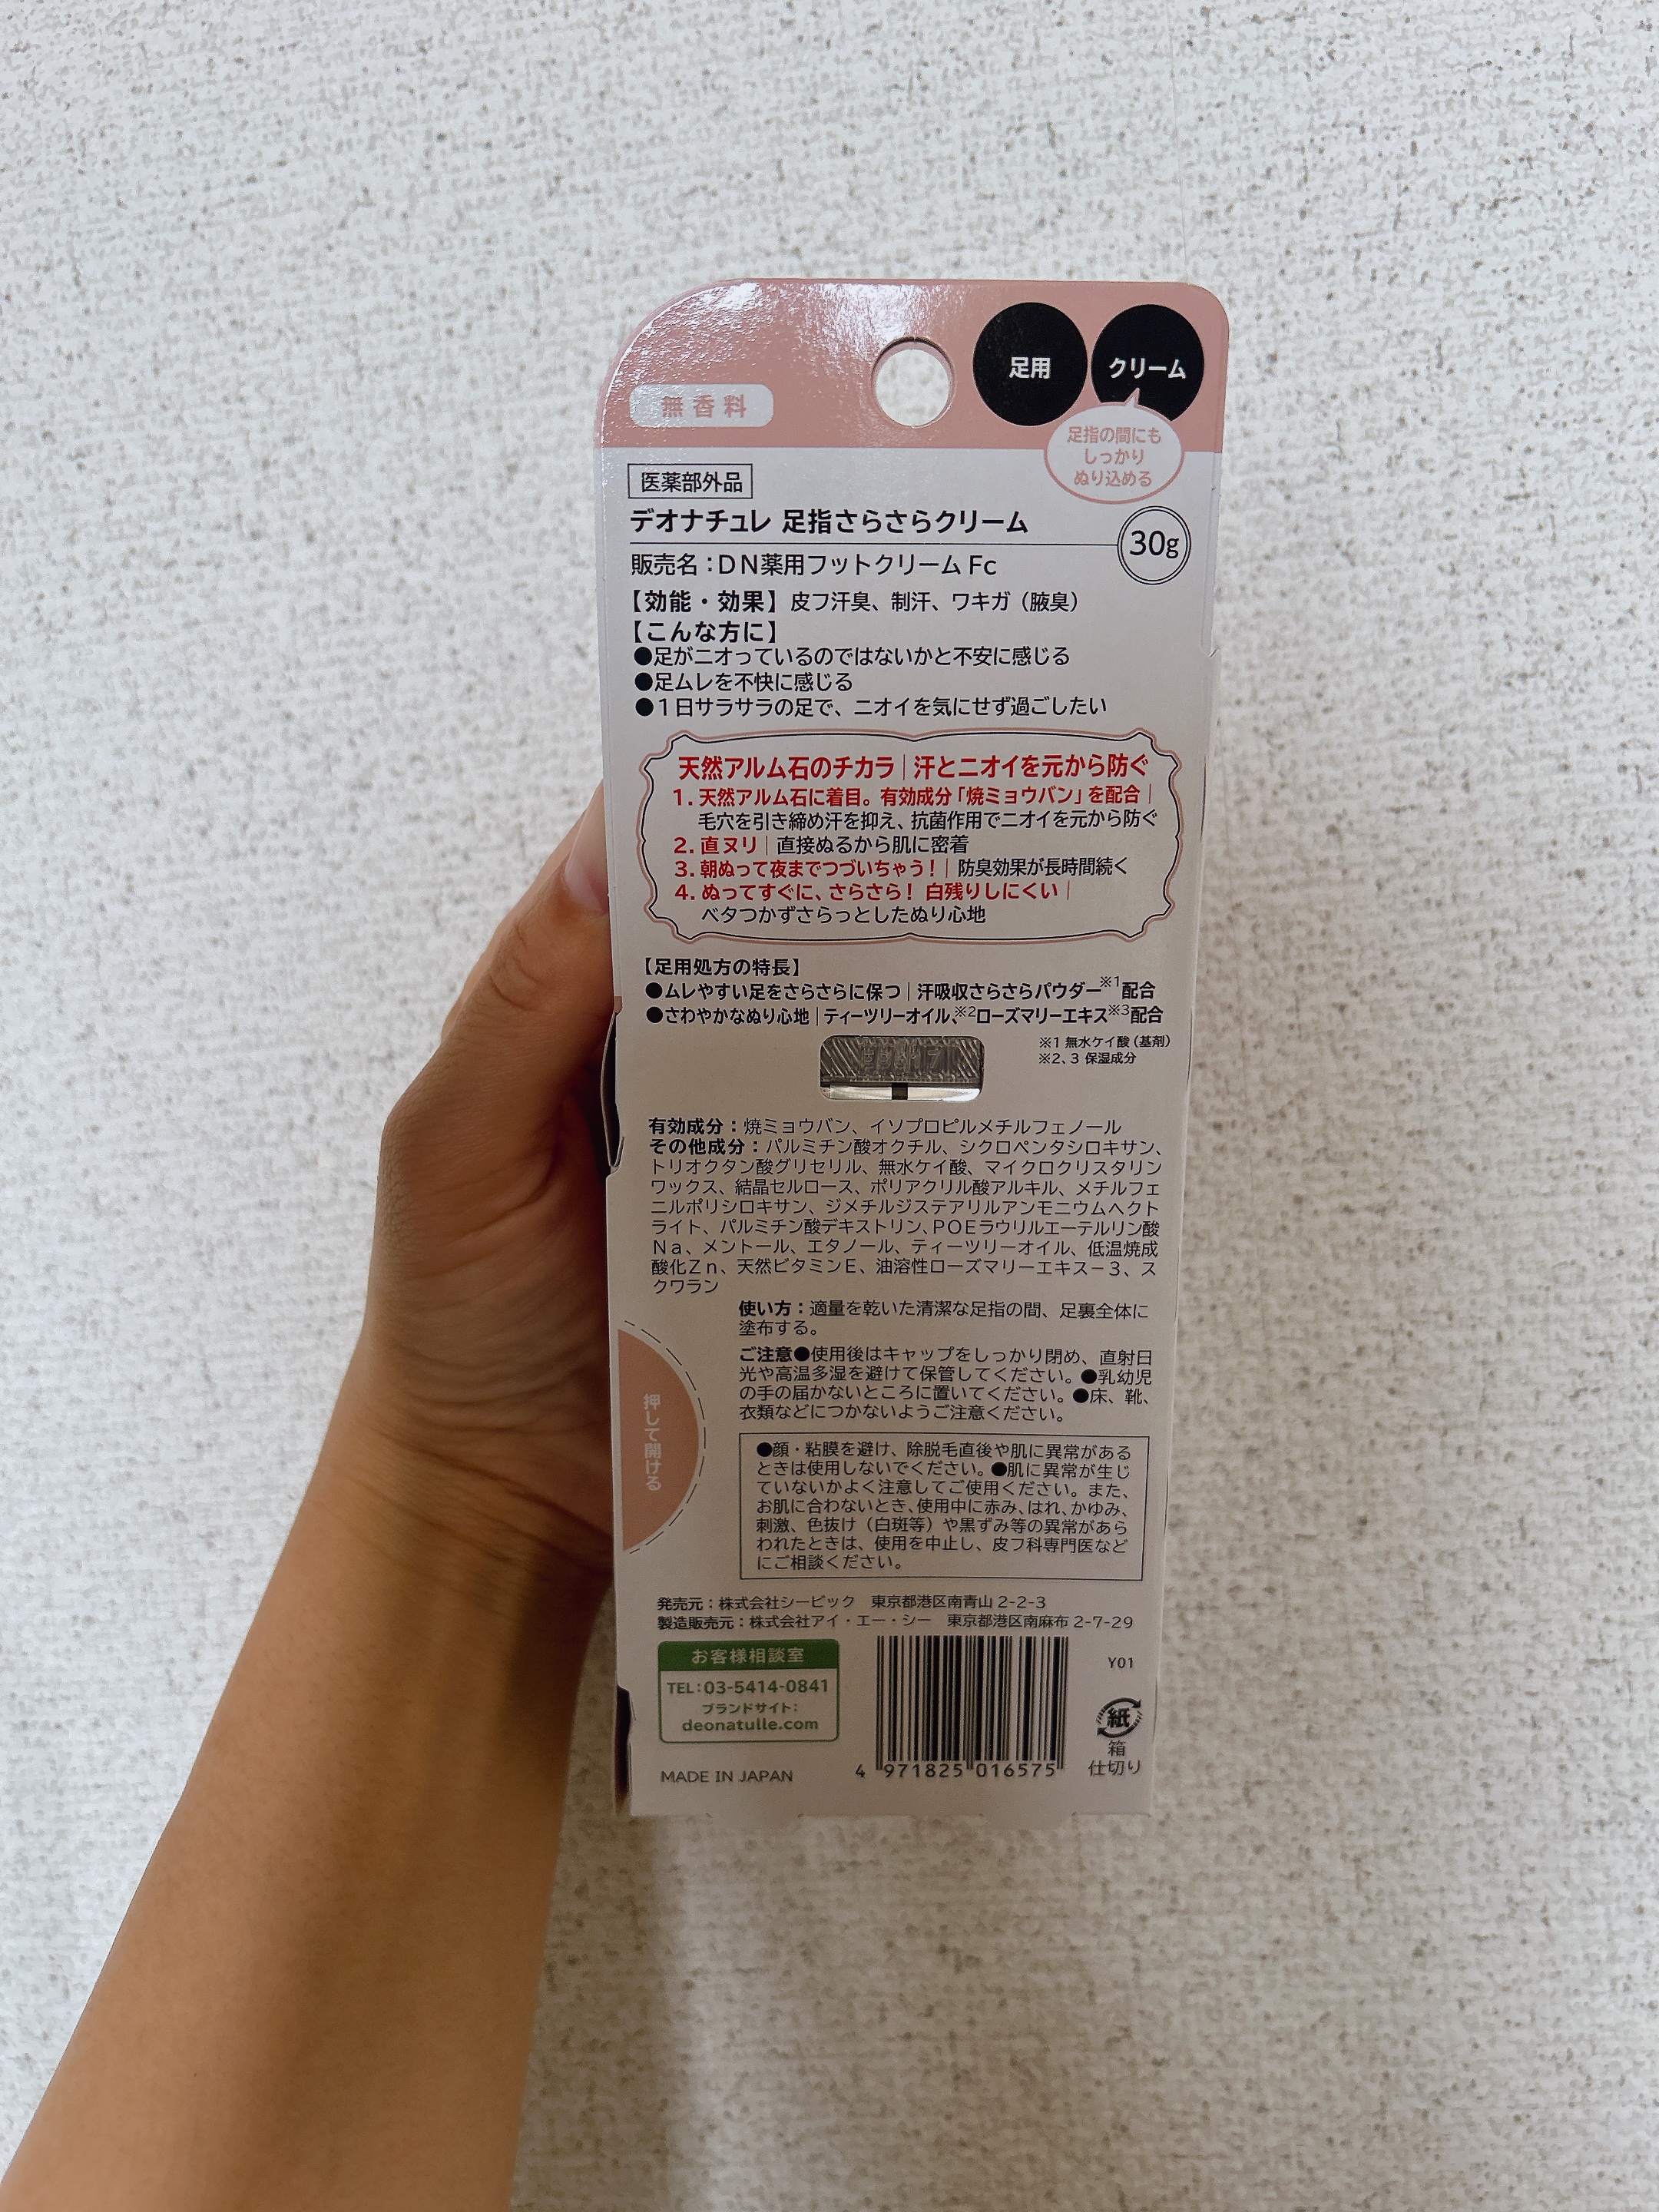 足用
クリーム
無香料
足指の間にも
しっかり
ぬり込める
医薬部外品
デオナチュレ 足指さらさらクリーム
30g
販売名：DN薬用フットクリーム Fc
【効能・効果】皮フ汗臭、制汗、ワキガ（腋臭）
【こんな方に】
●足がニオっているのではないかと不安に感じる
●足ムレを不快に感じる
●１日サラサラの足で、ニオイを気にせず過ごしたい
天然アルム石のチカラ｜汗とニオイを元から防ぐ
1. 天然アルム石に着目。有効成分「焼ミョウバン」を配合｜
毛穴を引き締め汗を抑え、抗菌作用でニオイを元から防ぐ
2. 直ヌリ｜直接ぬるから肌に密着
3. 朝ぬって夜までつづいちゃう！｜防臭効果が長時間続く
4. ぬってすぐに、さらさら！ 白残りしにくい｜
ベタつかずさらっとしたぬり心地
【足用処方の特長】
●ムレやすい足をさらさらに保つ｜汗吸収さらさらパウダー※1配合
●さわやかなぬり心地｜ティーツリーオイル、※2ローズマリーエキス※3配合
※1 無水ケイ酸（基剤）
※2、3 保湿成分
有効成分：焼ミョウバン、イソプロピルメチルフェノール
その他成分：パルミチン酸オクチル、シクロペンタシロキサン、
トリオクタン酸グリセリル、無水ケイ酸、マイクロクリスタリン
ワックス、結晶セルロース、ポリアクリル酸アルキル、メチルフェ
ニルポリシロキサン、ジメチルジステアリルアンモニウムヘクト
ライト、パルミチン酸デキストリン、POEラウリルエーテルリン酸
Na、メントール、エタノール、ティーツリーオイル、低温焼成
酸化Zn、天然ビタミンE、油溶性ローズマリーエキス－3、ス
クワラン
使い方：適量を乾いた清潔な足指の間、足裏全体に
塗布する。
ご注意●使用後はキャップをしっかり閉め、直射日
光や高温多湿を避けて保管してください。●乳幼児
の手の届かないところに置いてください。●床、靴、
衣類などにつかないようご注意ください。
押して開ける
●顔・粘膜を避け、除脱毛直後や肌に異常がある
ときは使用しないでください。●肌に異常が生じ
ていないかよく注意してご使用ください。また、
お肌に合わないとき、使用中に赤み、はれ、かゆみ、
刺激、色抜け（白斑等）や黒ずみ等の異常があら
われたときは、使用を中止し、皮フ科専門医など
にご相談ください。
発売元：株式会社シービック 東京都港区南青山 2-2-3
製造販売元：株式会社アイ・エー・シー 東京都港区南麻布 2-7-29
お客様相談室
TEL：03-5414-0841
ブランドサイト：
deonatulle.com
MADE IN JAPAN
4 971825 016575
Y01
紙
箱
仕切り